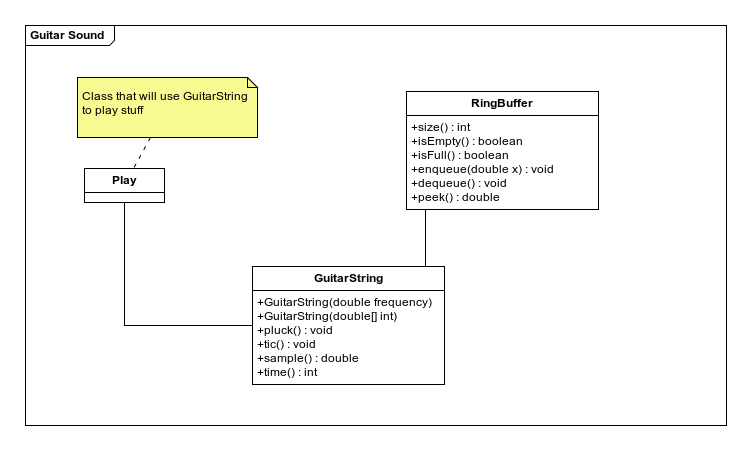 Guitar Sound
Class that will use GuitarString
to play stuff
Play
RingBuffer
+size() : int
+isEmpty() : boolean
+isFull() : boolean
+enqueue(double x) : void
+dequeue() : void
+peek() : double
GuitarString
+GuitarString(double frequency)
+GuitarString(double[] int)
+pluck() : void
+tic() : void
+sample() : double
+time() : int